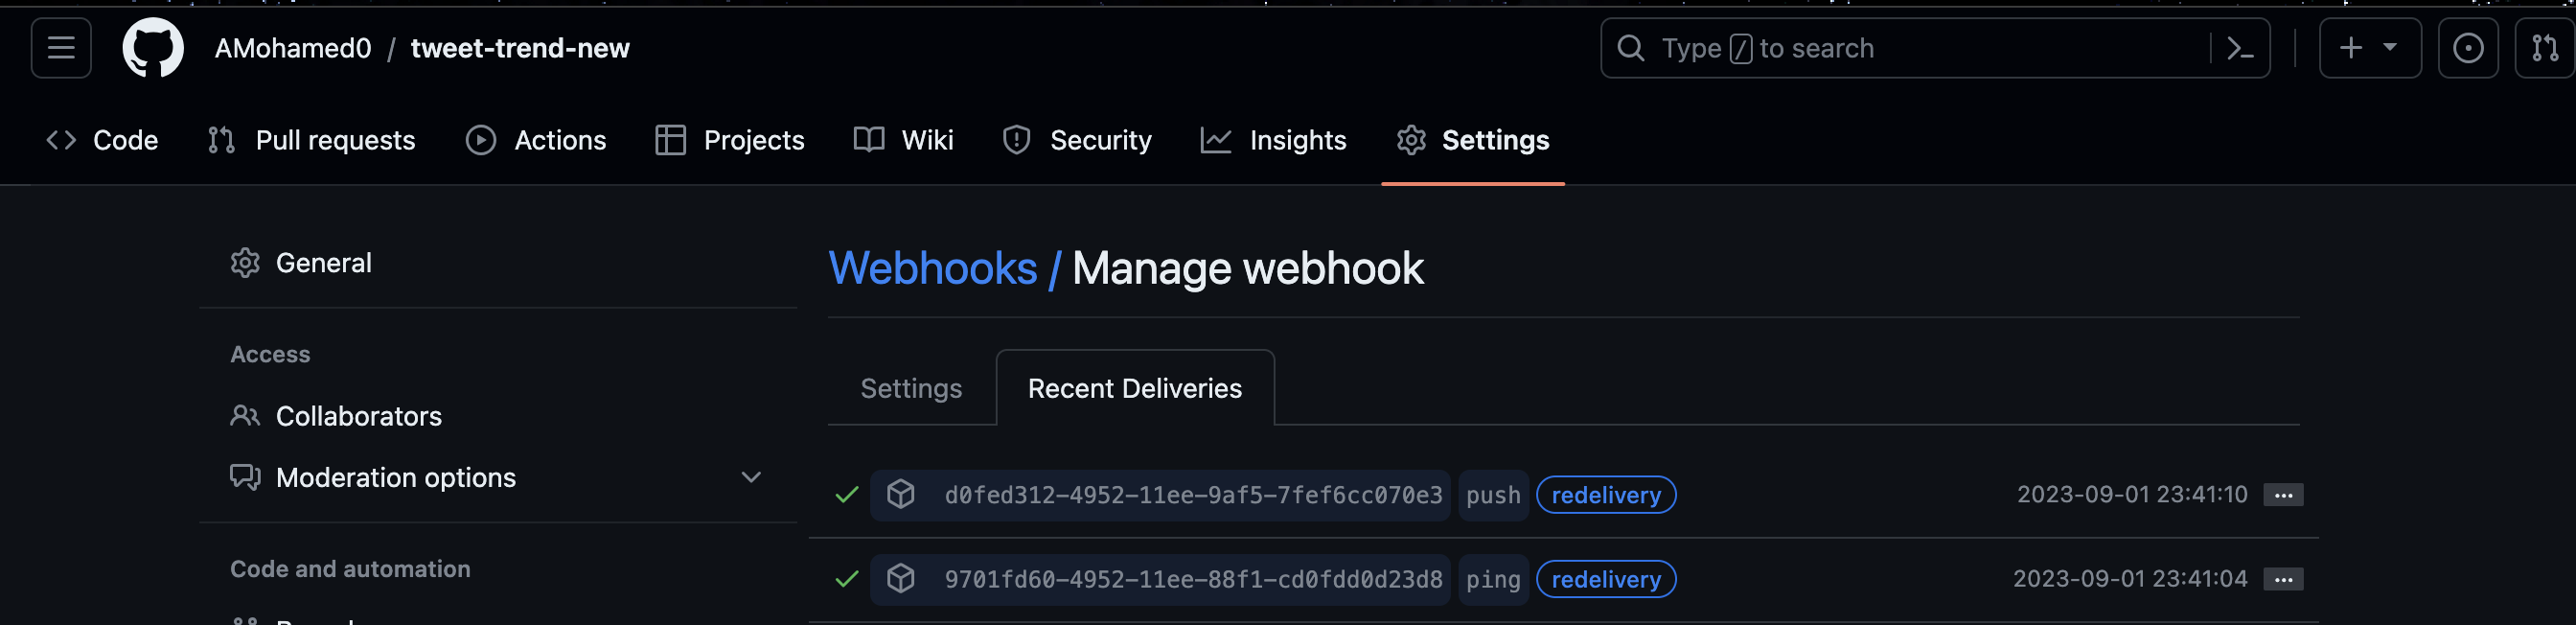 AMohamed0 / tweet-trend-new
Type / to search
Code Pull requests Actions Projects Wiki Security Insights Settings
General
Access
Collaborators
Moderation options
Code and automation
Webhooks / Manage webhook
Settings Recent Deliveries
d0fed312-4952-11ee-9af5-7fef6cc070e3 push redelivery 2023-09-01 23:41:10 ...
9701fd60-4952-11ee-88f1-cd0fdd0d23d8 ping redelivery 2023-09-01 23:41:04 ...